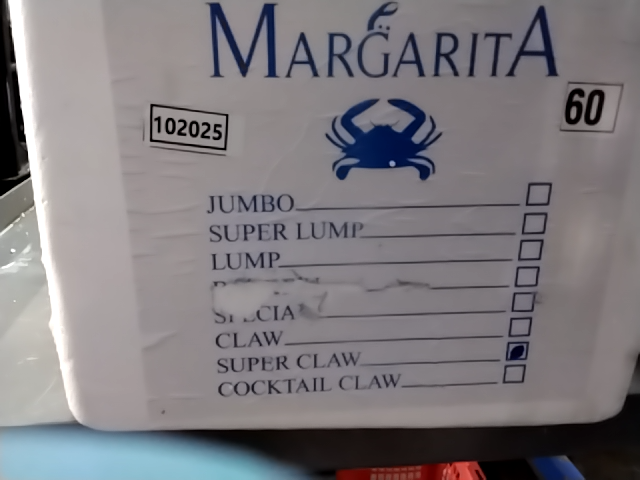 MARGARITA
60
102025
JUMBO
SUPER LUMP
LUMP
CLAW
SUPER CLAW
COCKTAIL CLAW